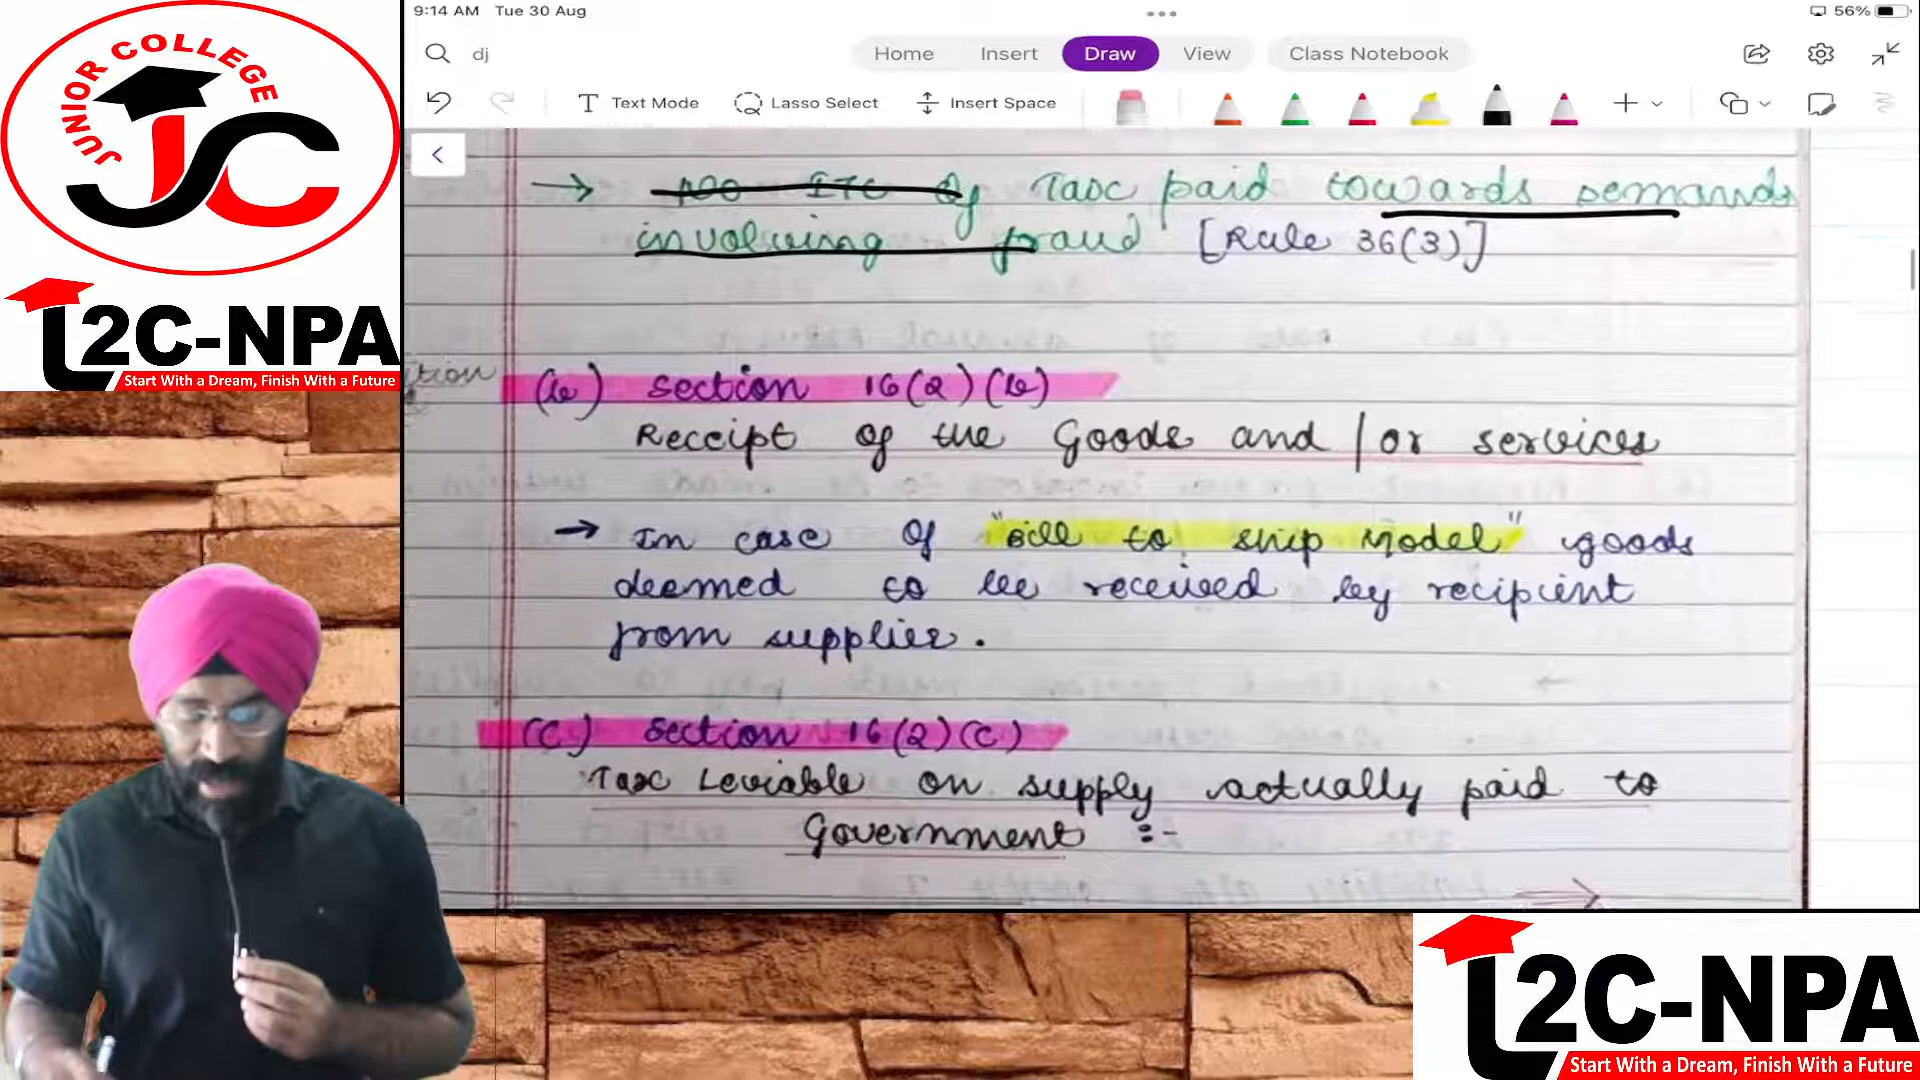 9:14 AM Tue 30 Aug
56%
dj
Home Insert Draw View Class Notebook
Text Mode Lasso Select Insert Space
JUNIOR COLLEGE
JC
L2C-NPA
Start With a Dream, Finish With a Future
→ No ITC of Tax paid towards demands
involving fraud [Rule 36(3)]
(b) section 16(2)(b)
Receipt of the Goods and/or services
→ In case of "Bill to ship Model" goods
deemed to be received by recipient
from supplier.
(c) section 16(2)(c)
Tax Leviable on supply actually paid to
Government :-
L2C-NPA
Start With a Dream, Finish With a Future